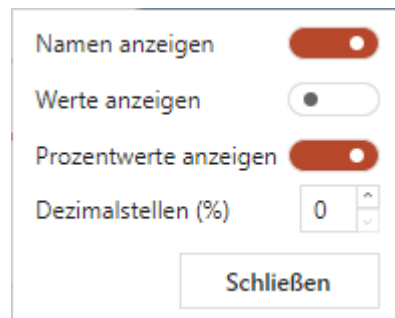 Namen anzeigen
Werte anzeigen
Prozentwerte anzeigen
Dezimalstellen (%) 0
Schließen